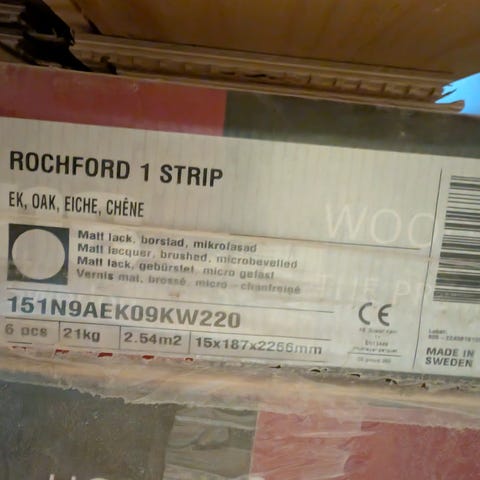 ROCHFORD 1 STRIP
EK, OAK, EICHE, CHÊNE
WOO
Matt lack, borstad, mikrofasad
Matt lacquer, brushed, microbevelled
Matt lack, gebürstet, micro gefast
Vernis mat, brossé, micro-chanfreiné
151N9AEK09KW220
6 pcs 21kg 2.54m2 15x187x2266mm
CE
MADE IN
SWEDEN